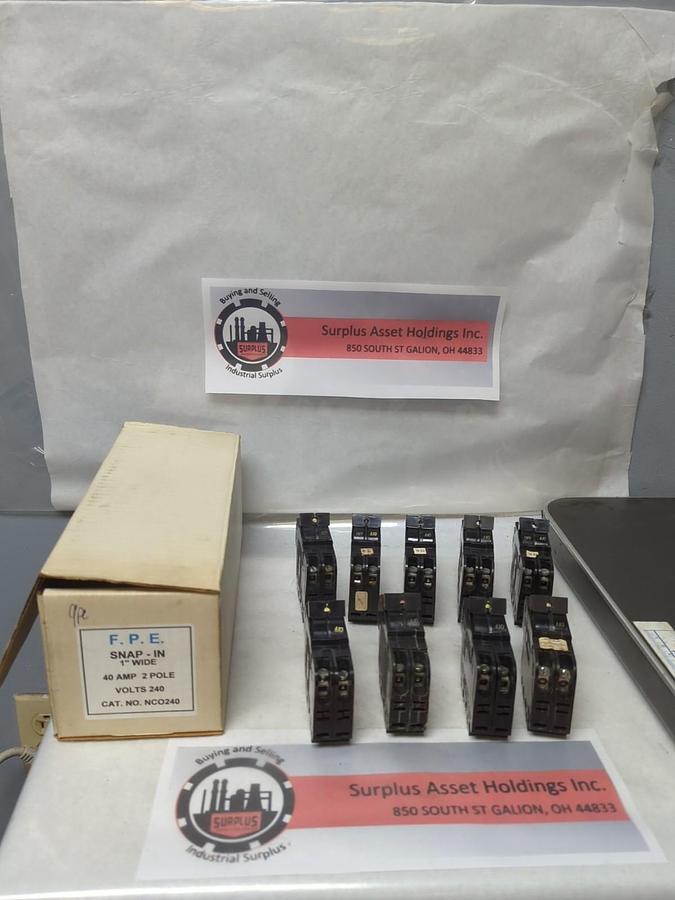 Buying and Selling
SURPLUS
Industrial Surplus
Surplus Asset Holdings Inc.
850 SOUTH ST GALION, OH 44833
9pc
F. P. E.
SNAP - IN
1" WIDE
40 AMP 2 POLE
VOLTS 240
CAT. NO. NCO240
Buying and Selling
SURPLUS
Industrial Surplus
Surplus Asset Holdings Inc.
850 SOUTH ST GALION, OH 44833